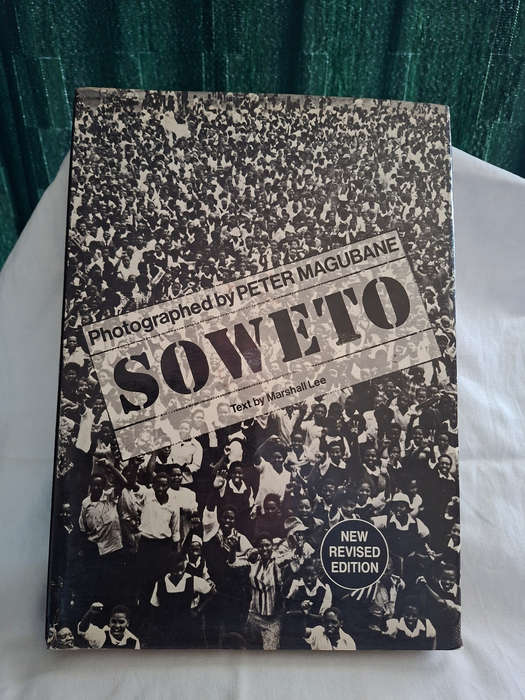 Photographed by PETER MAGUBANE
SOWETO
Text by Marshall Lee
NEW
REVISED
EDITION